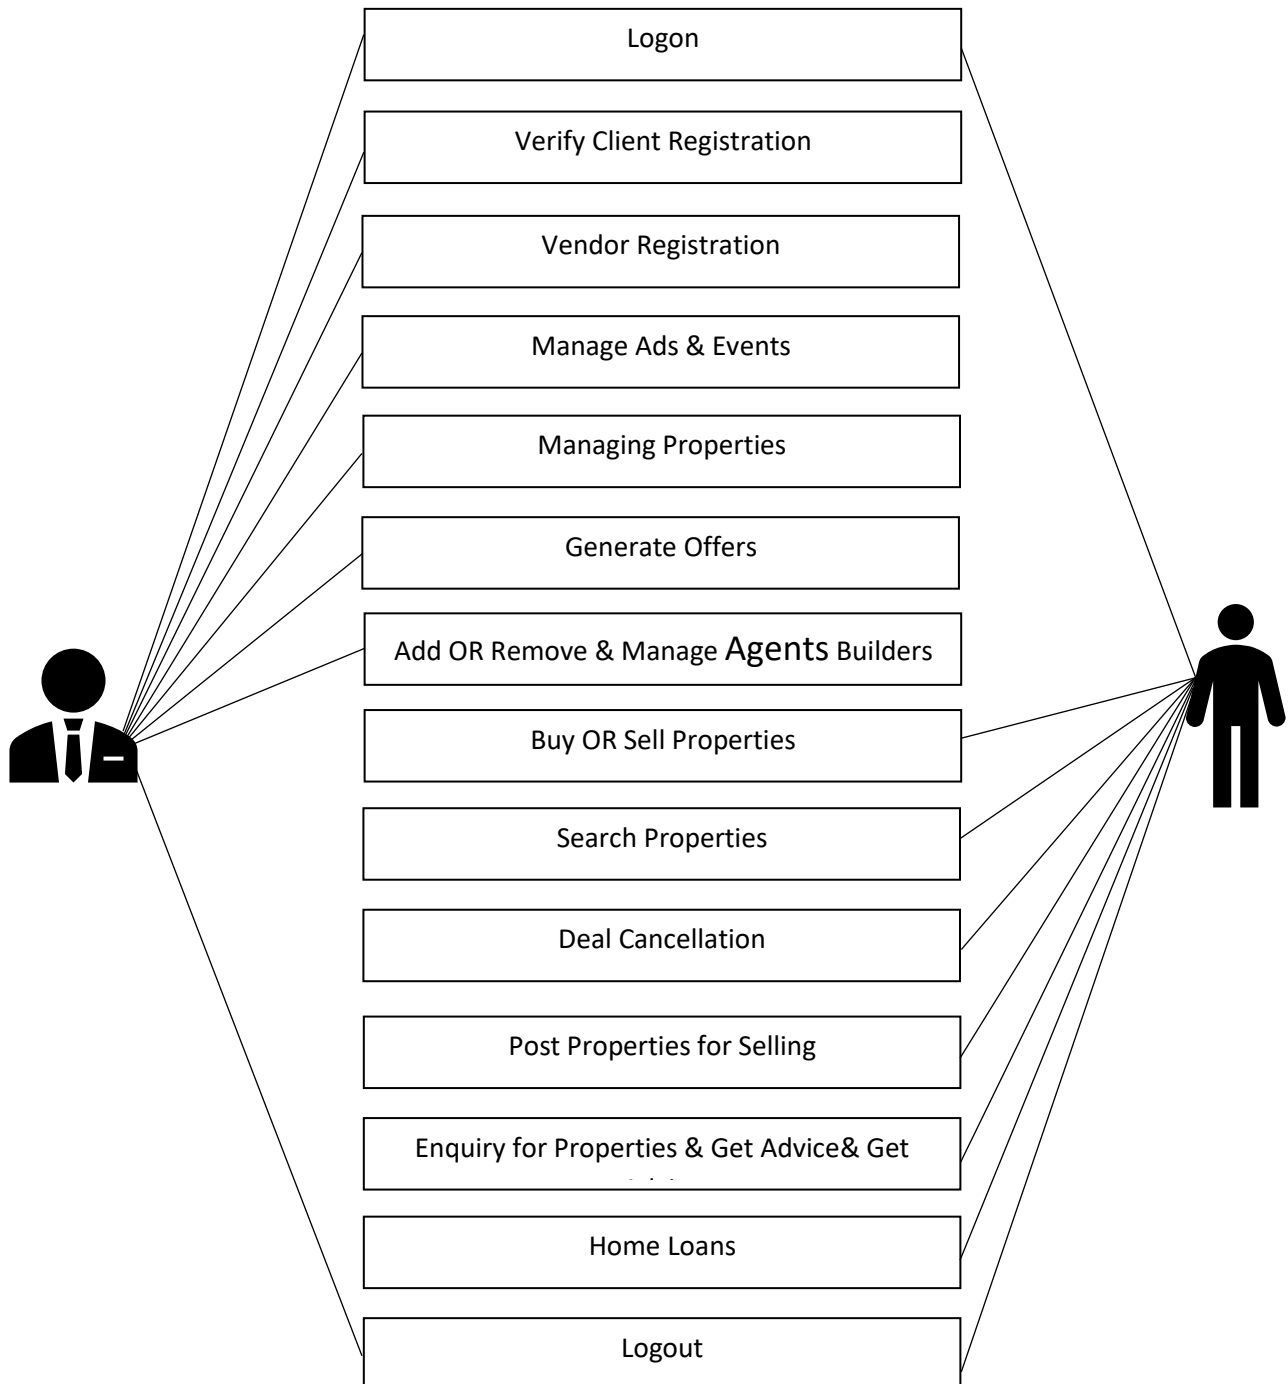 Logon
Verify Client Registration
Vendor Registration
Manage Ads & Events
Managing Properties
Generate Offers
Add OR Remove & Manage Agents Builders
Buy OR Sell Properties
Search Properties
Deal Cancellation
Post Properties for Selling
Enquiry for Properties & Get Advice& Get
Home Loans
Logout